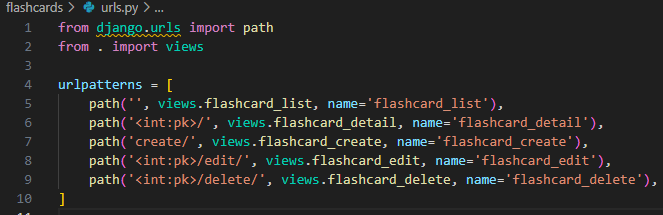 flashcards > urls.py > ...
1 from django.urls import path
2 from . import views
3
4 urlpatterns = [
5     path('', views.flashcard_list, name='flashcard_list'),
6     path('<int:pk>/', views.flashcard_detail, name='flashcard_detail'),
7     path('create/', views.flashcard_create, name='flashcard_create'),
8     path('<int:pk>/edit/', views.flashcard_edit, name='flashcard_edit'),
9     path('<int:pk>/delete/', views.flashcard_delete, name='flashcard_delete'),
10 ]
11